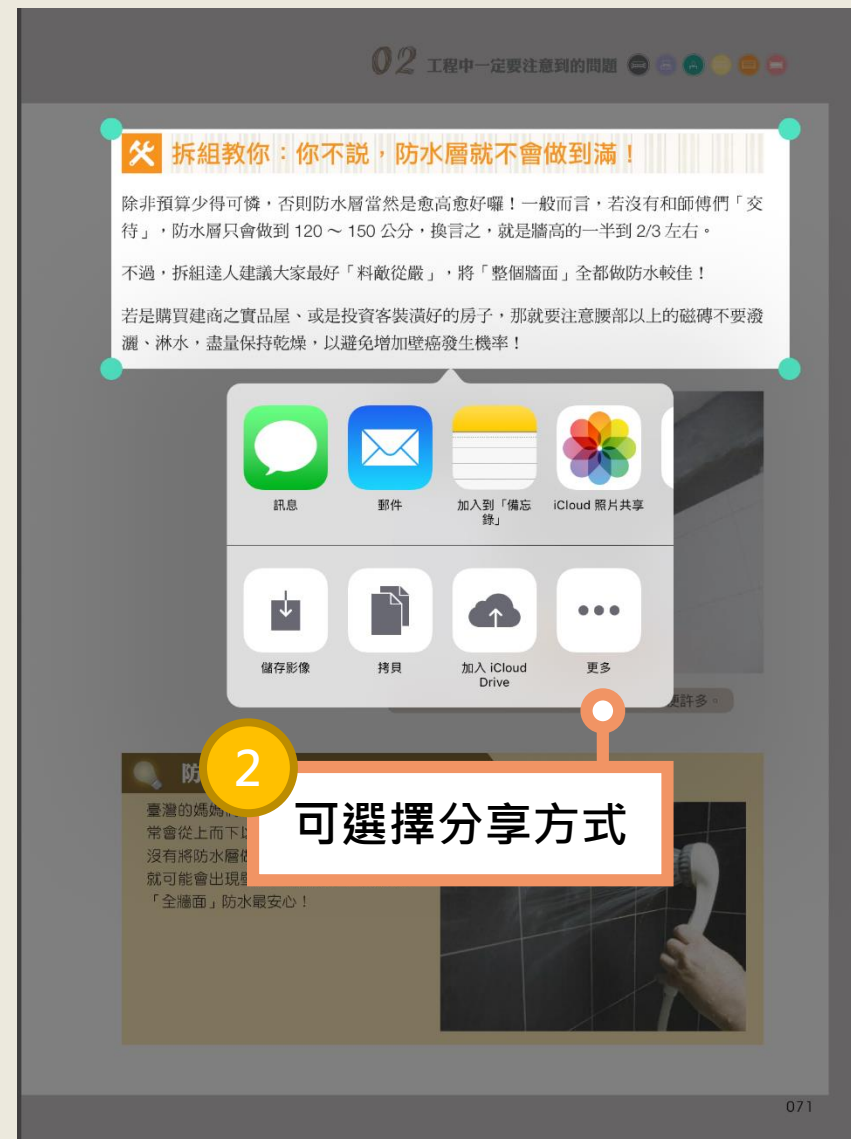 02 工程中一定要注意到的問題
拆組教你：你不説，防水層就不會做到滿！
除非預算少得可憐，否則防水層當然是愈高愈好囉！一般而言，若沒有和師傅們「交
待」，防水層只會做到 120 ～ 150 公分，換言之，就是牆高的一半到 2/3 左右。
不過，拆組達人建議大家最好「料敵從嚴」，將「整個牆面」全都做防水較佳！
若是購買建商之實品屋、或是投資客裝潢好的房子，那就要注意腰部以上的磁磚不要潑
灑、淋水，盡量保持乾燥，以避免增加壁癌發生機率！
訊息
郵件
加入到「備忘
錄」
iCloud 照片共享
儲存影像
拷貝
加入 iCloud
Drive
更多
便許多。
2
可選擇分享方式
防
臺灣的媽媽
常會從上而下以
沒有將防水層做
就可能會出現
「全牆面」防水最安心！
071